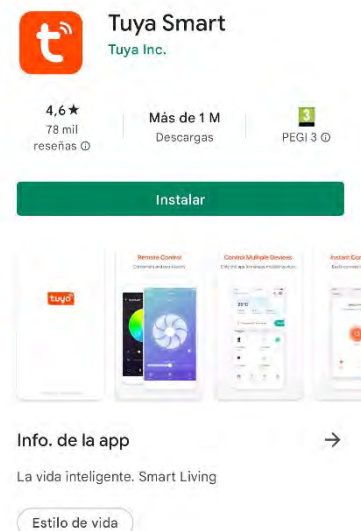 Tuya Smart
Tuya Inc.
4,6★
78 mil
reseñas
Más de 1 M
Descargas
3
PEGI 3
Instalar
tuya
Remote Control
Control Multiple Devices
Info. de la app
La vida inteligente. Smart Living
Estilo de vida